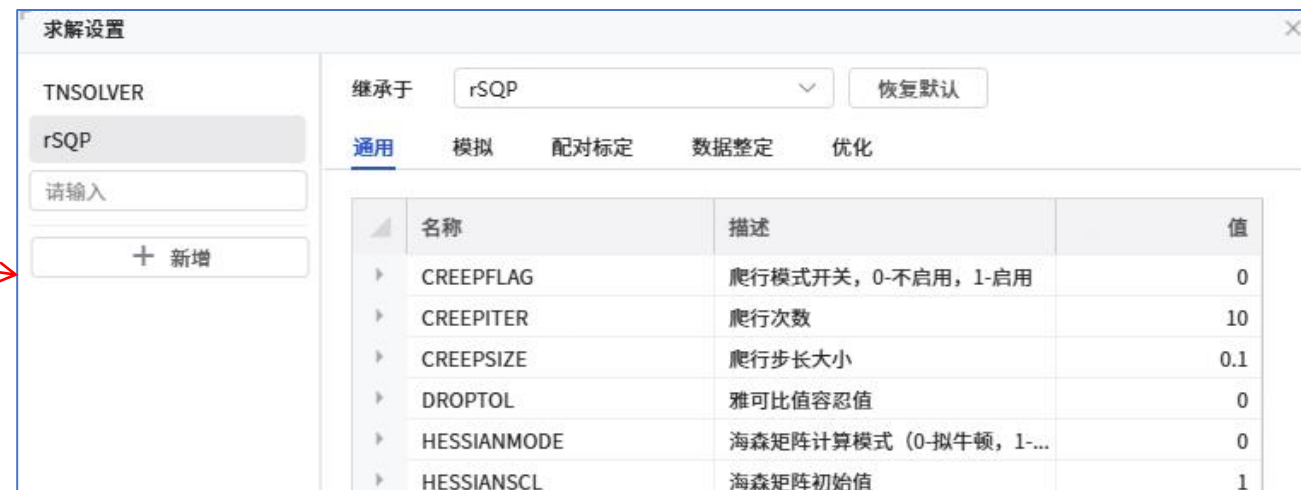 求解设置
TNSOLVER
rSQP
请输入
新增
继承于 rSQP 恢复默认
通用 模拟 配对标定 数据整定 优化
名称 描述 值
CREEPFLAG 爬行模式开关，0-不启用，1-启用 0
CREEPITER 爬行次数 10
CREEPSIZE 爬行步长大小 0.1
DROPTOL 雅可比值容忍值 0
HESSIANMODE 海森矩阵计算模式（0-拟牛顿，1-... 0
HESSIANSCL 海森矩阵初始值 1